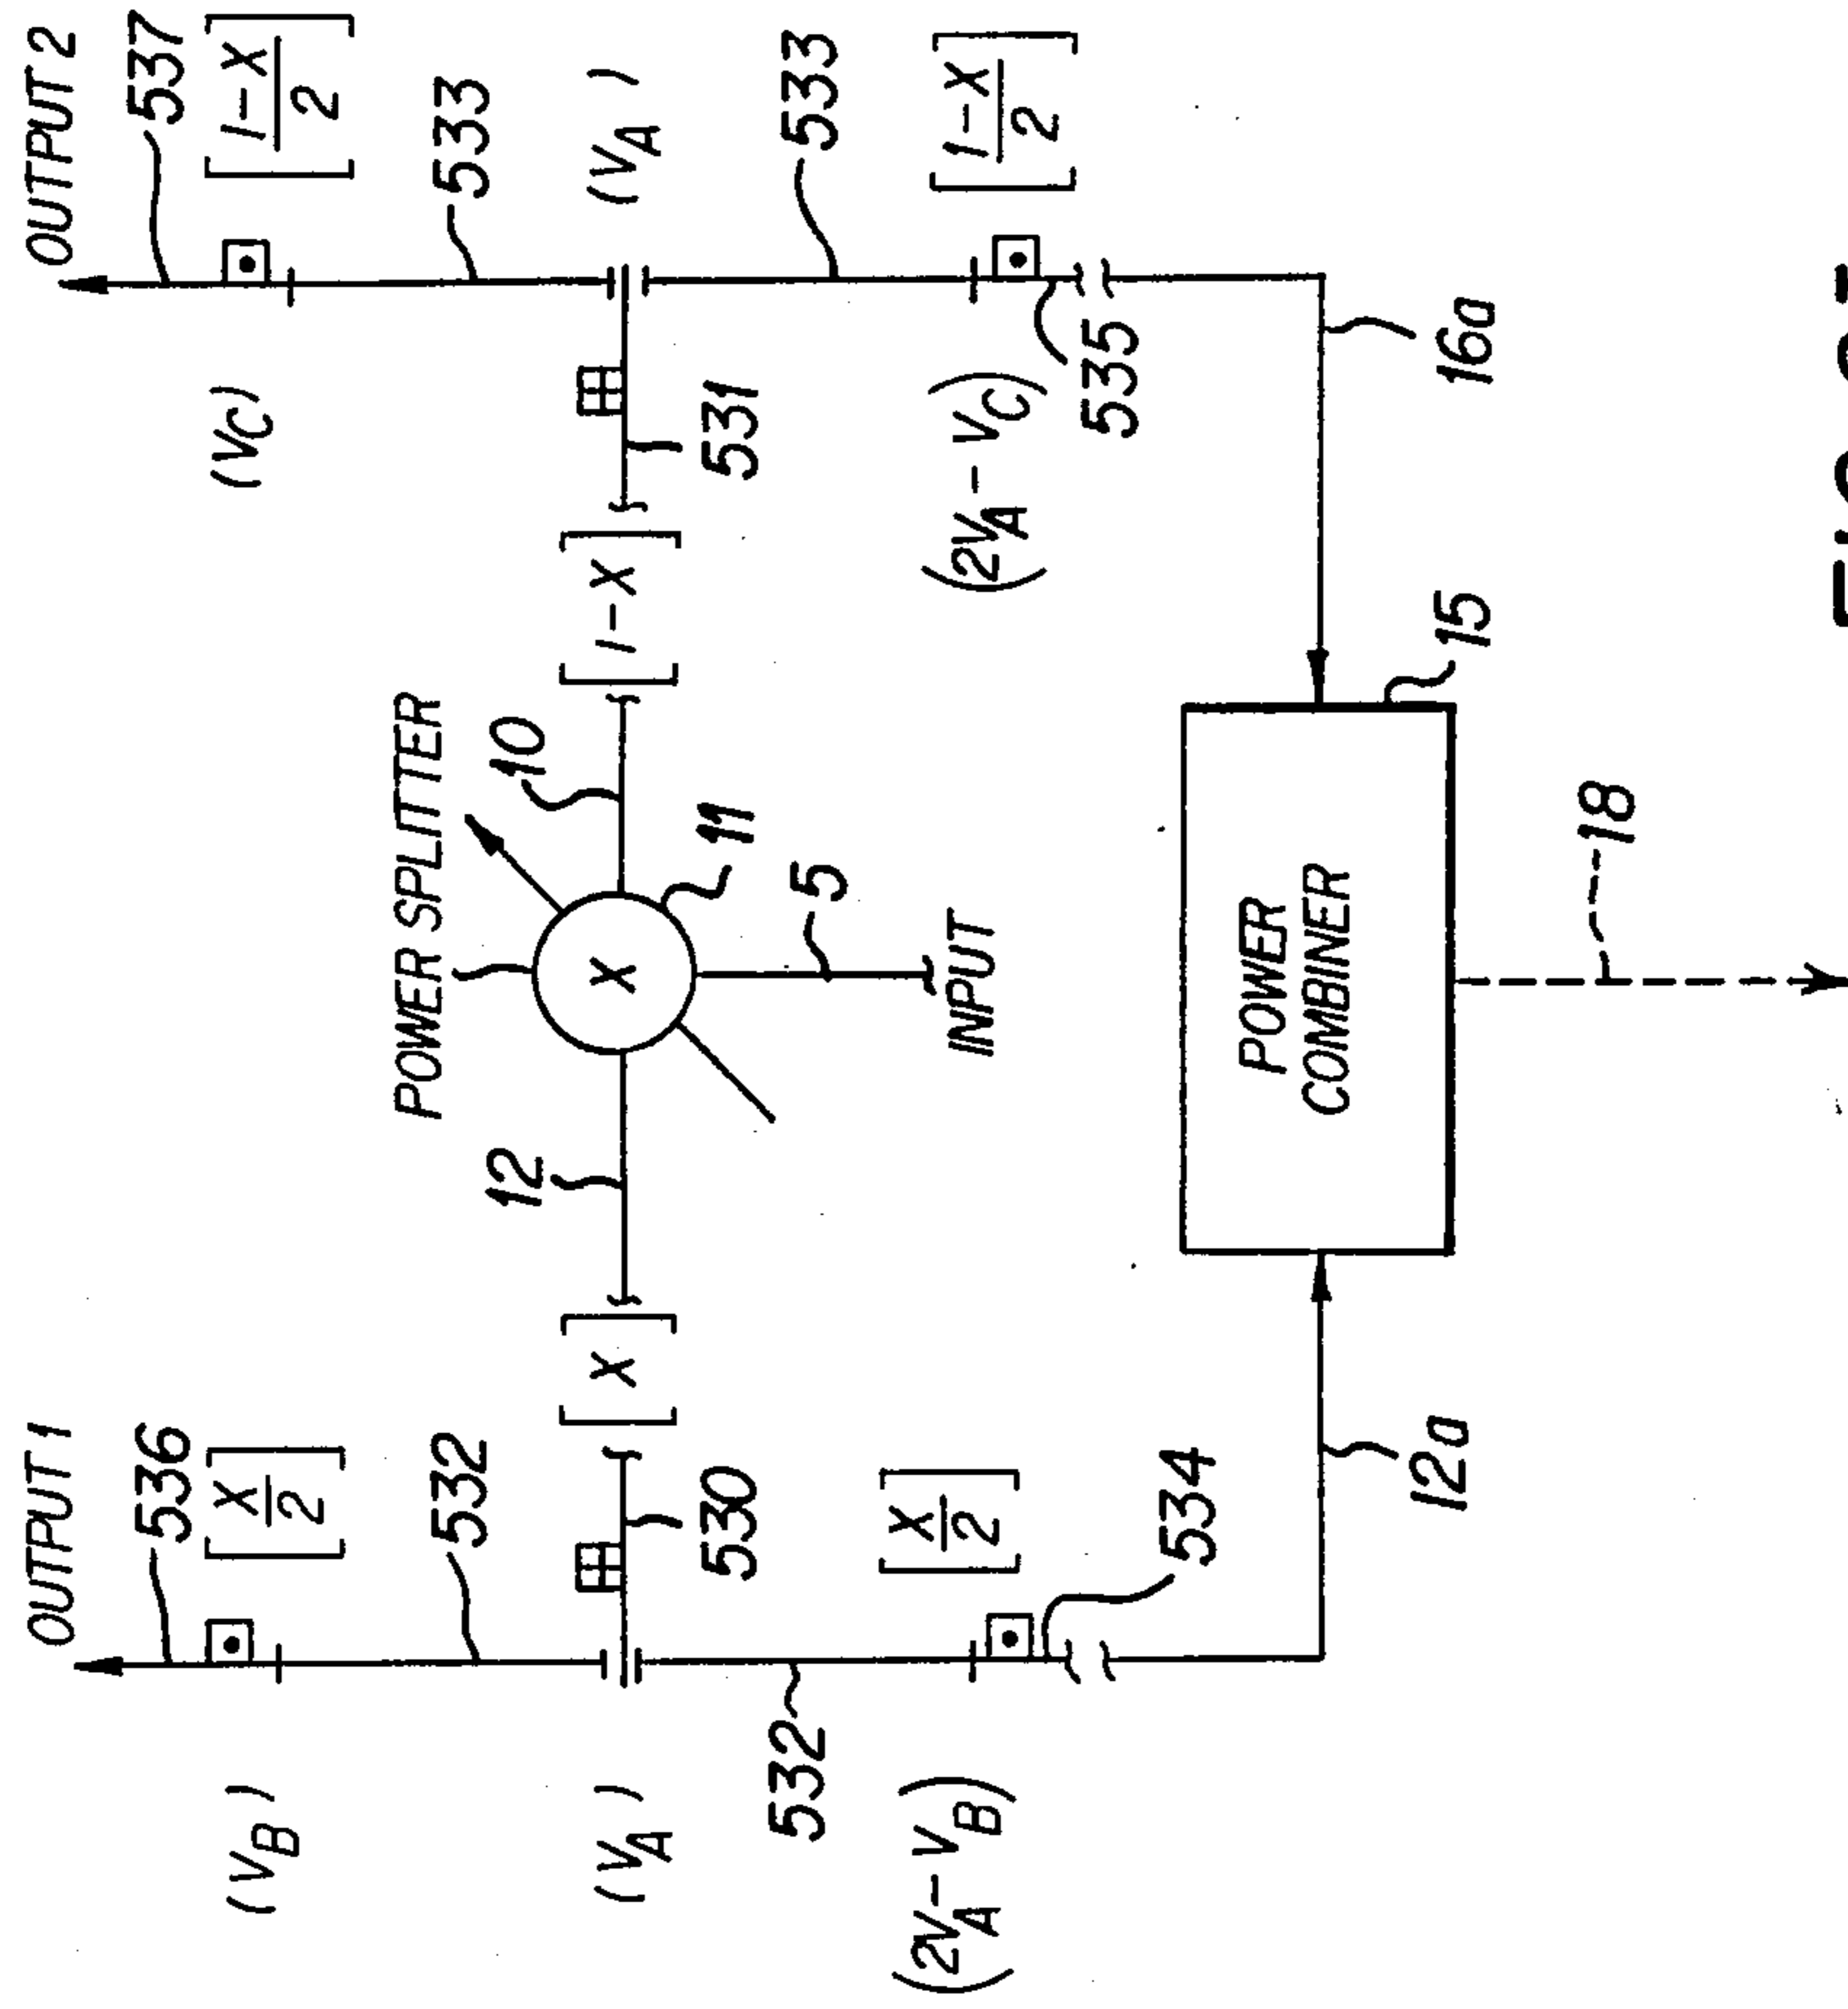 OUTPUT 1
OUTPUT 2
536
537
(V_B)
[X/2]
(V_C)
[1-X/2]
POWER SPLITTER
532
12
10
533
(V_A)
[X]
X
[1-X]
(V_A)
530
11
531
532
5
533
(2V_A-V_B)
[X/2]
INPUT
(2V_A-V_C)
[1-X/2]
534
535
POWER
COMBINER
12a
15
16a
18